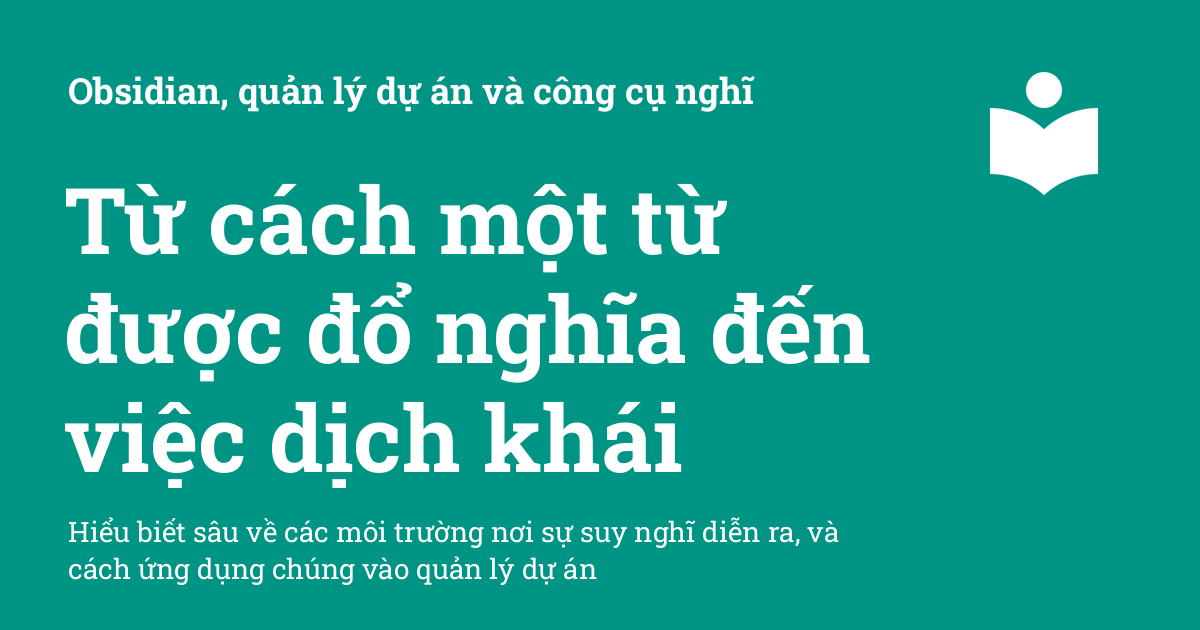 Obsidian, quản lý dự án và công cụ nghĩ
Từ cách một từ
được đổ nghĩa đến
việc dịch khái
Hiểu biết sâu về các môi trường nơi sự suy nghĩ diễn ra, và
cách ứng dụng chúng vào quản lý dự án